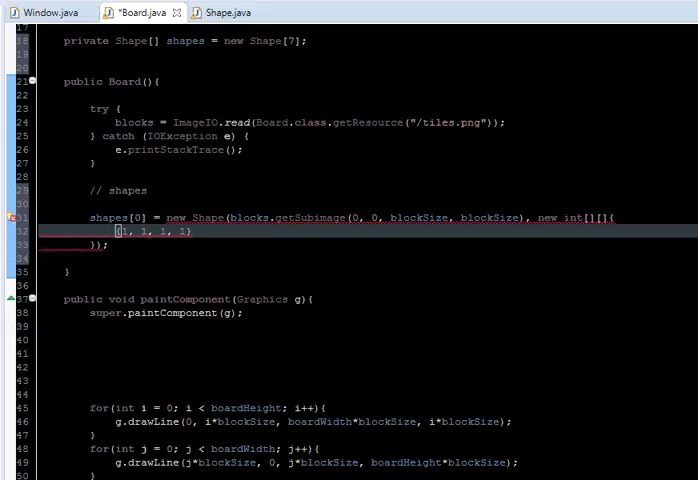 Window.java
*Board.java
Shape.java
17
18 private Shape[] shapes = new Shape[7];
19
20
21 public Board(){
22
23 try {
24 blocks = ImageIO.read(Board.class.getResource("/tiles.png"));
25 } catch (IOException e) {
26 e.printStackTrace();
27 }
28
29 // shapes
30
31 shapes[0] = new Shape(blocks.getSubimage(0, 0, blockSize, blockSize), new int[][]{
32 {1, 1, 1, 1}
33 });
34
35 }
36
37 public void paintComponent(Graphics g){
38 super.paintComponent(g);
39
40
41
42
43
44
45 for(int i = 0; i < boardHeight; i++){
46 g.drawLine(0, i*blockSize, boardWidth*blockSize, i*blockSize);
47 }
48 for(int j = 0; j < boardWidth; j++){
49 g.drawLine(j*blockSize, 0, j*blockSize, boardHeight*blockSize);
50 }